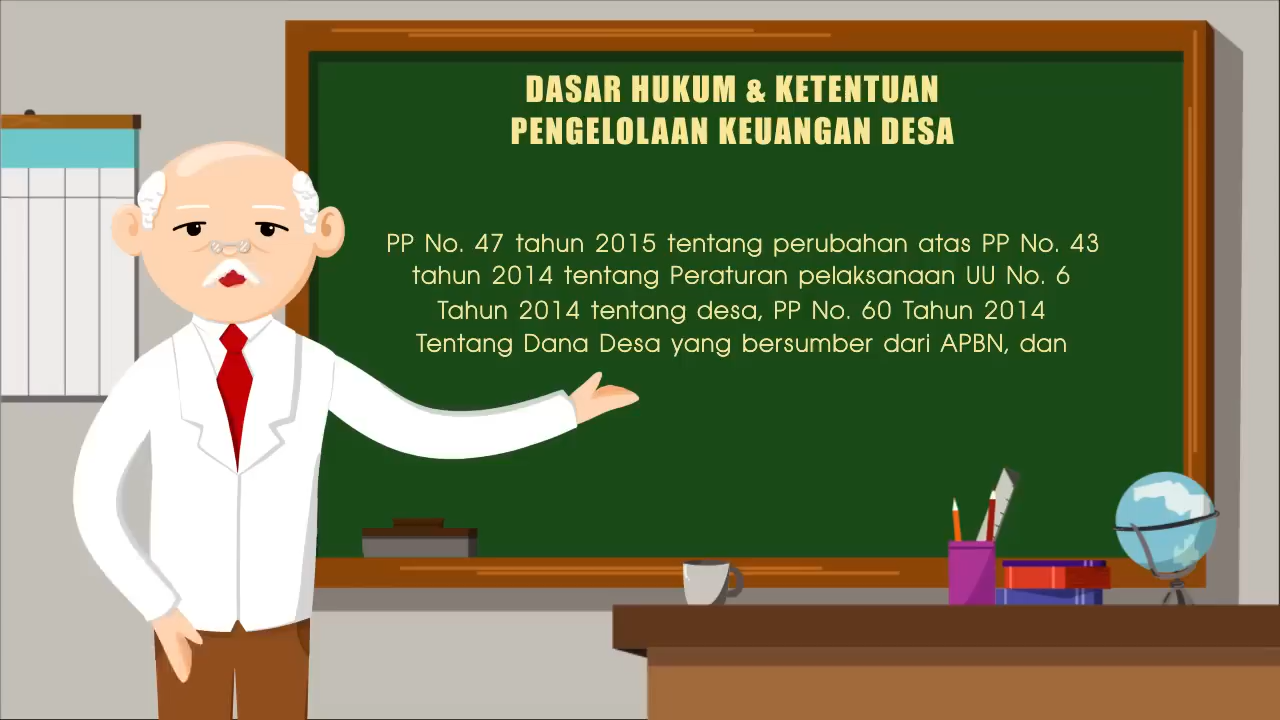 DASAR HUKUM & KETENTUAN
PENGELOLAAN KEUANGAN DESA
PP No. 47 tahun 2015 tentang perubahan atas PP No. 43
tahun 2014 tentang Peraturan pelaksanaan UU No. 6
Tahun 2014 tentang desa, PP No. 60 Tahun 2014
Tentang Dana Desa yang bersumber dari APBN, dan